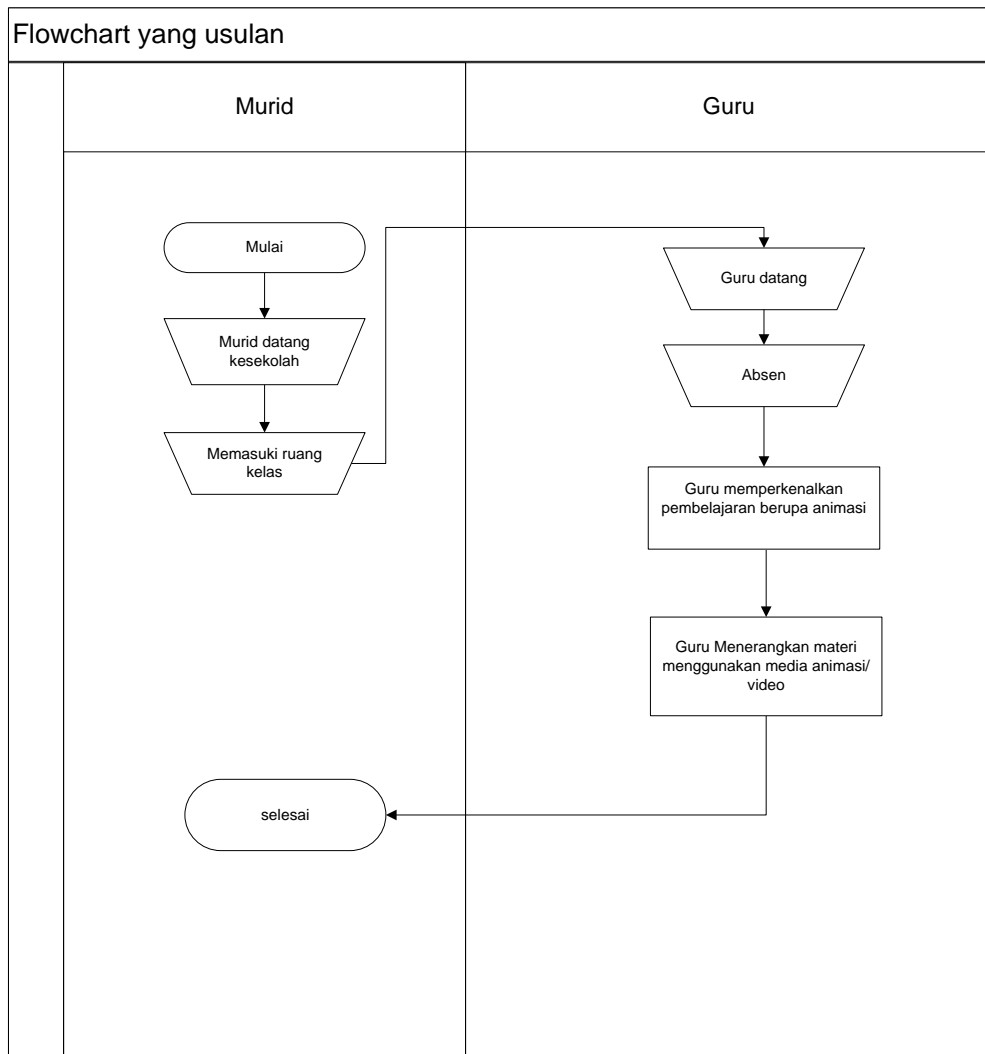 Flowchart yang usulan
Murid
Guru
Mulai
Murid datang
kesekolah
Memasuki ruang
kelas
Guru datang
Absen
Guru memperkenalkan
pembelajaran berupa animasi
Guru Menerangkan materi
menggunakan media animasi/
video
selesai